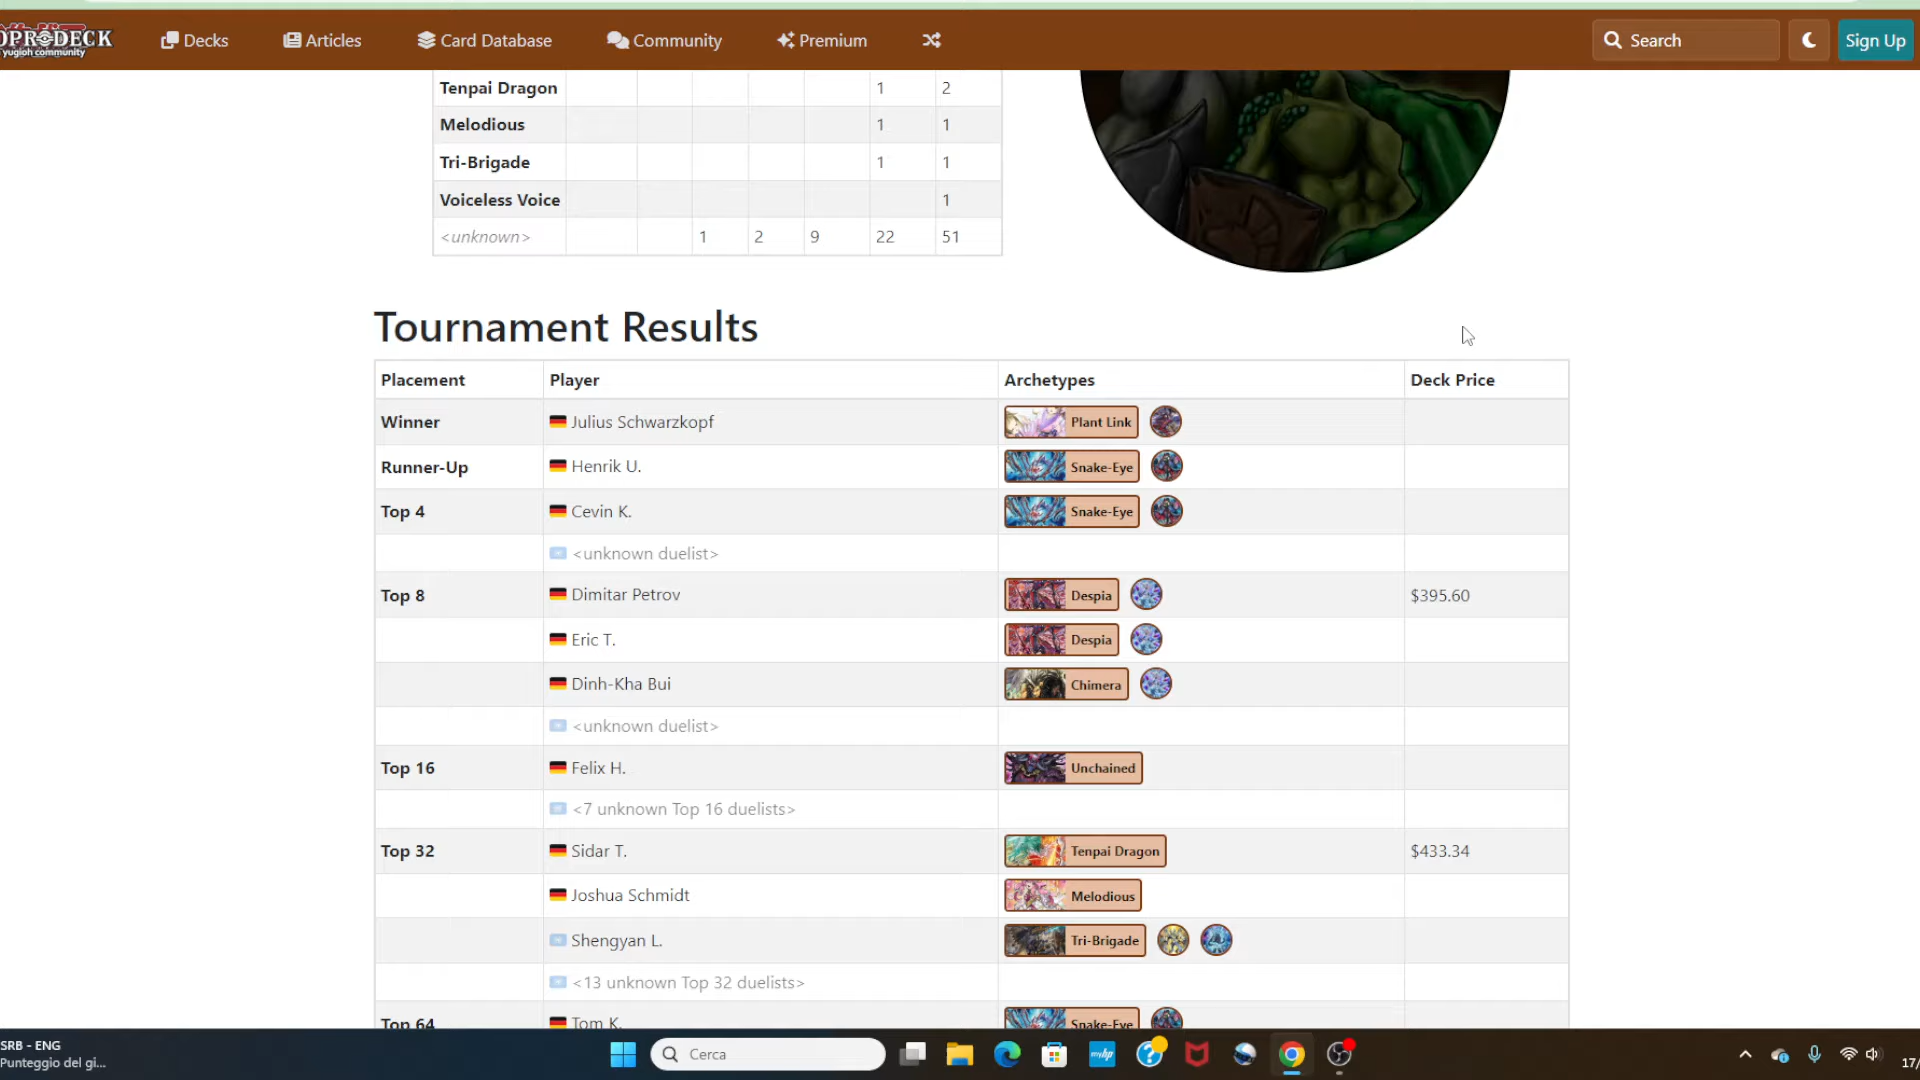 OPRODECK
yugioh community
Decks
Articles
Card Database
Community
Premium
Search
Sign Up
Tenpai Dragon 1 2
Melodious 1 1
Tri-Brigade 1 1
Voiceless Voice 1
<unknown> 1 2 9 22 51
Tournament Results
Placement Player Archetypes Deck Price
Winner Julius Schwarzkopf Plant Link
Runner-Up Henrik U. Snake-Eye
Top 4 Cevin K. Snake-Eye
<unknown duelist>
Top 8 Dimitar Petrov Despia $395.60
Eric T. Despia
Dinh-Kha Bui Chimera
<unknown duelist>
Top 16 Felix H. Unchained
<7 unknown Top 16 duelists>
Top 32 Sidar T. Tenpai Dragon $433.34
Joshua Schmidt Melodious
Shengyan L. Tri-Brigade
<13 unknown Top 32 duelists>
Top 64 Tom K. Snake-Eye
SRB - ENG
Punteggio del gi...
Cerca
myhp
17/